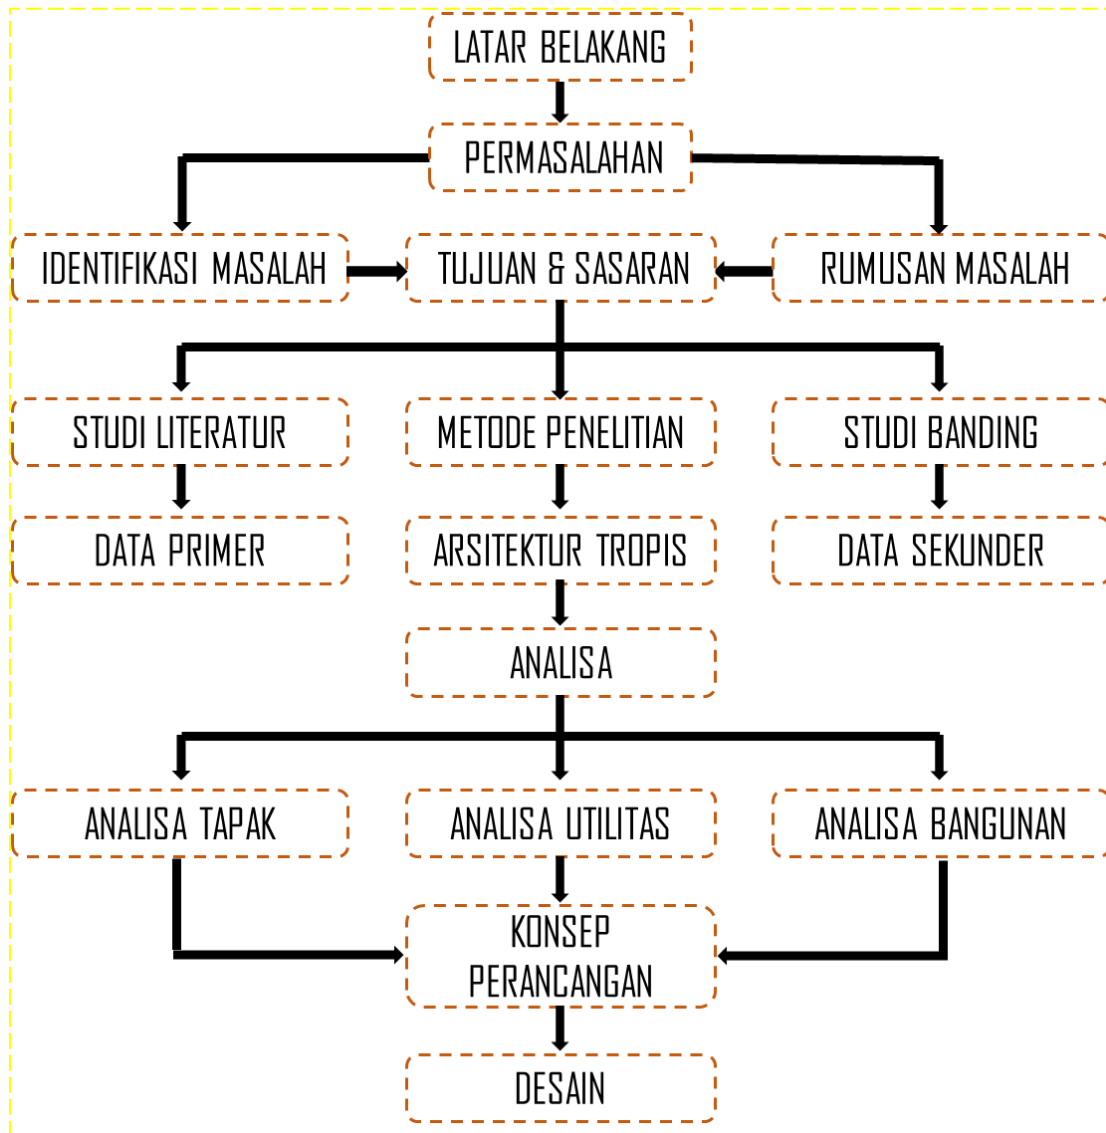 LATAR BELAKANG
PERMASALAHAN
IDENTIFIKASI MASALAH
TUJUAN & SASARAN
RUMUSAN MASALAH
STUDI LITERATUR
METODE PENELITIAN
STUDI BANDING
DATA PRIMER
ARSITEKTUR TROPIS
DATA SEKUNDER
ANALISA
ANALISA TAPAK
ANALISA UTILITAS
ANALISA BANGUNAN
KONSEP
PERANCANGAN
DESAIN